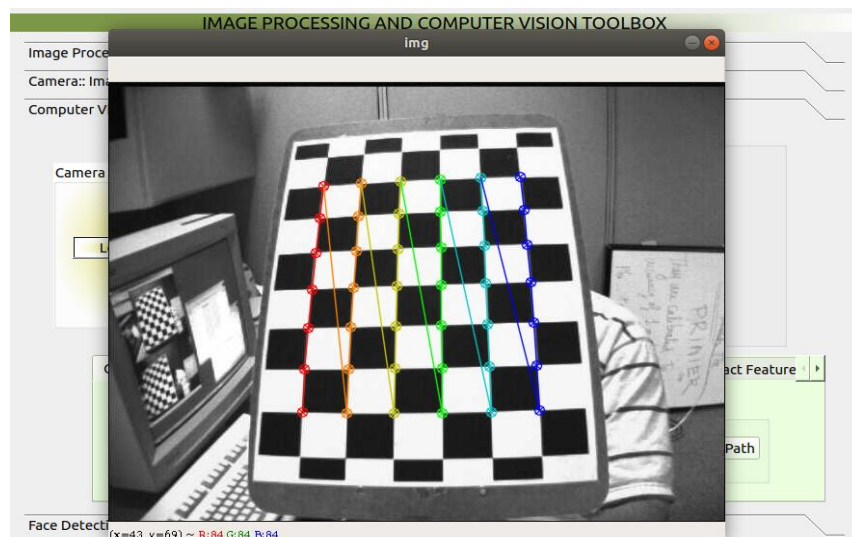 IMAGE PROCESSING AND COMPUTER VISION TOOLBOX
img
Image Proce
Camera:: Ima
Computer V
Camera
L
PRIMER
act Feature
Path
Face Detecti
(x=43, y=69) ~ R:84 G:84 B:84